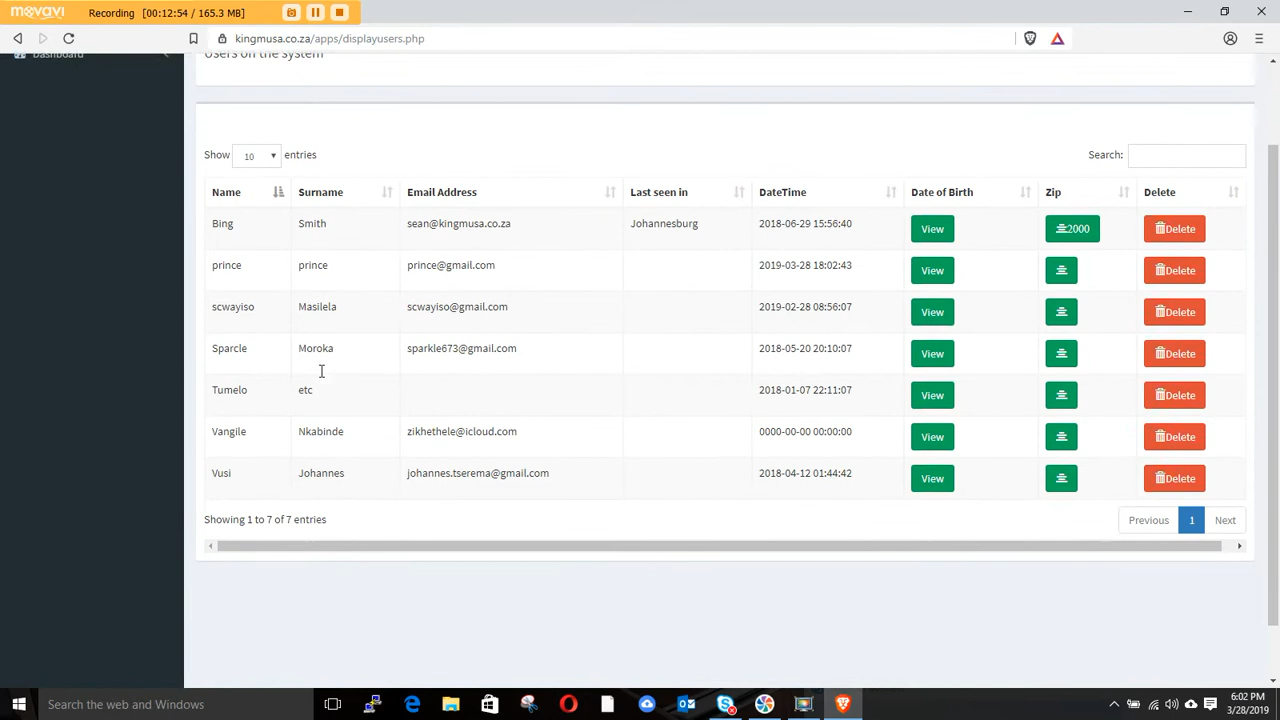 movavi Recording [00:12:54 / 165.3 MB]
kingmusa.co.za/apps/displayusers.php
Dashboard
Users on the system
Show 10 entries Search:
Name Surname Email Address Last seen in DateTime Date of Birth Zip Delete
Bing Smith sean@kingmusa.co.za Johannesburg 2018-06-29 15:56:40 View 2000 Delete
prince prince prince@gmail.com 2019-03-28 18:02:43 View Delete
scwayiso Masilela scwayiso@gmail.com 2019-02-28 08:56:07 View Delete
Sparcle Moroka sparkle673@gmail.com 2018-05-20 20:10:07 View Delete
Tumelo etc 2018-01-07 22:11:07 View Delete
Vangile Nkabinde zikhethele@icloud.com 0000-00-00 00:00:00 View Delete
Vusi Johannes johannes.tserema@gmail.com 2018-04-12 01:44:42 View Delete
Showing 1 to 7 of 7 entries Previous 1 Next
Search the web and Windows
6:02 PM
3/28/2019